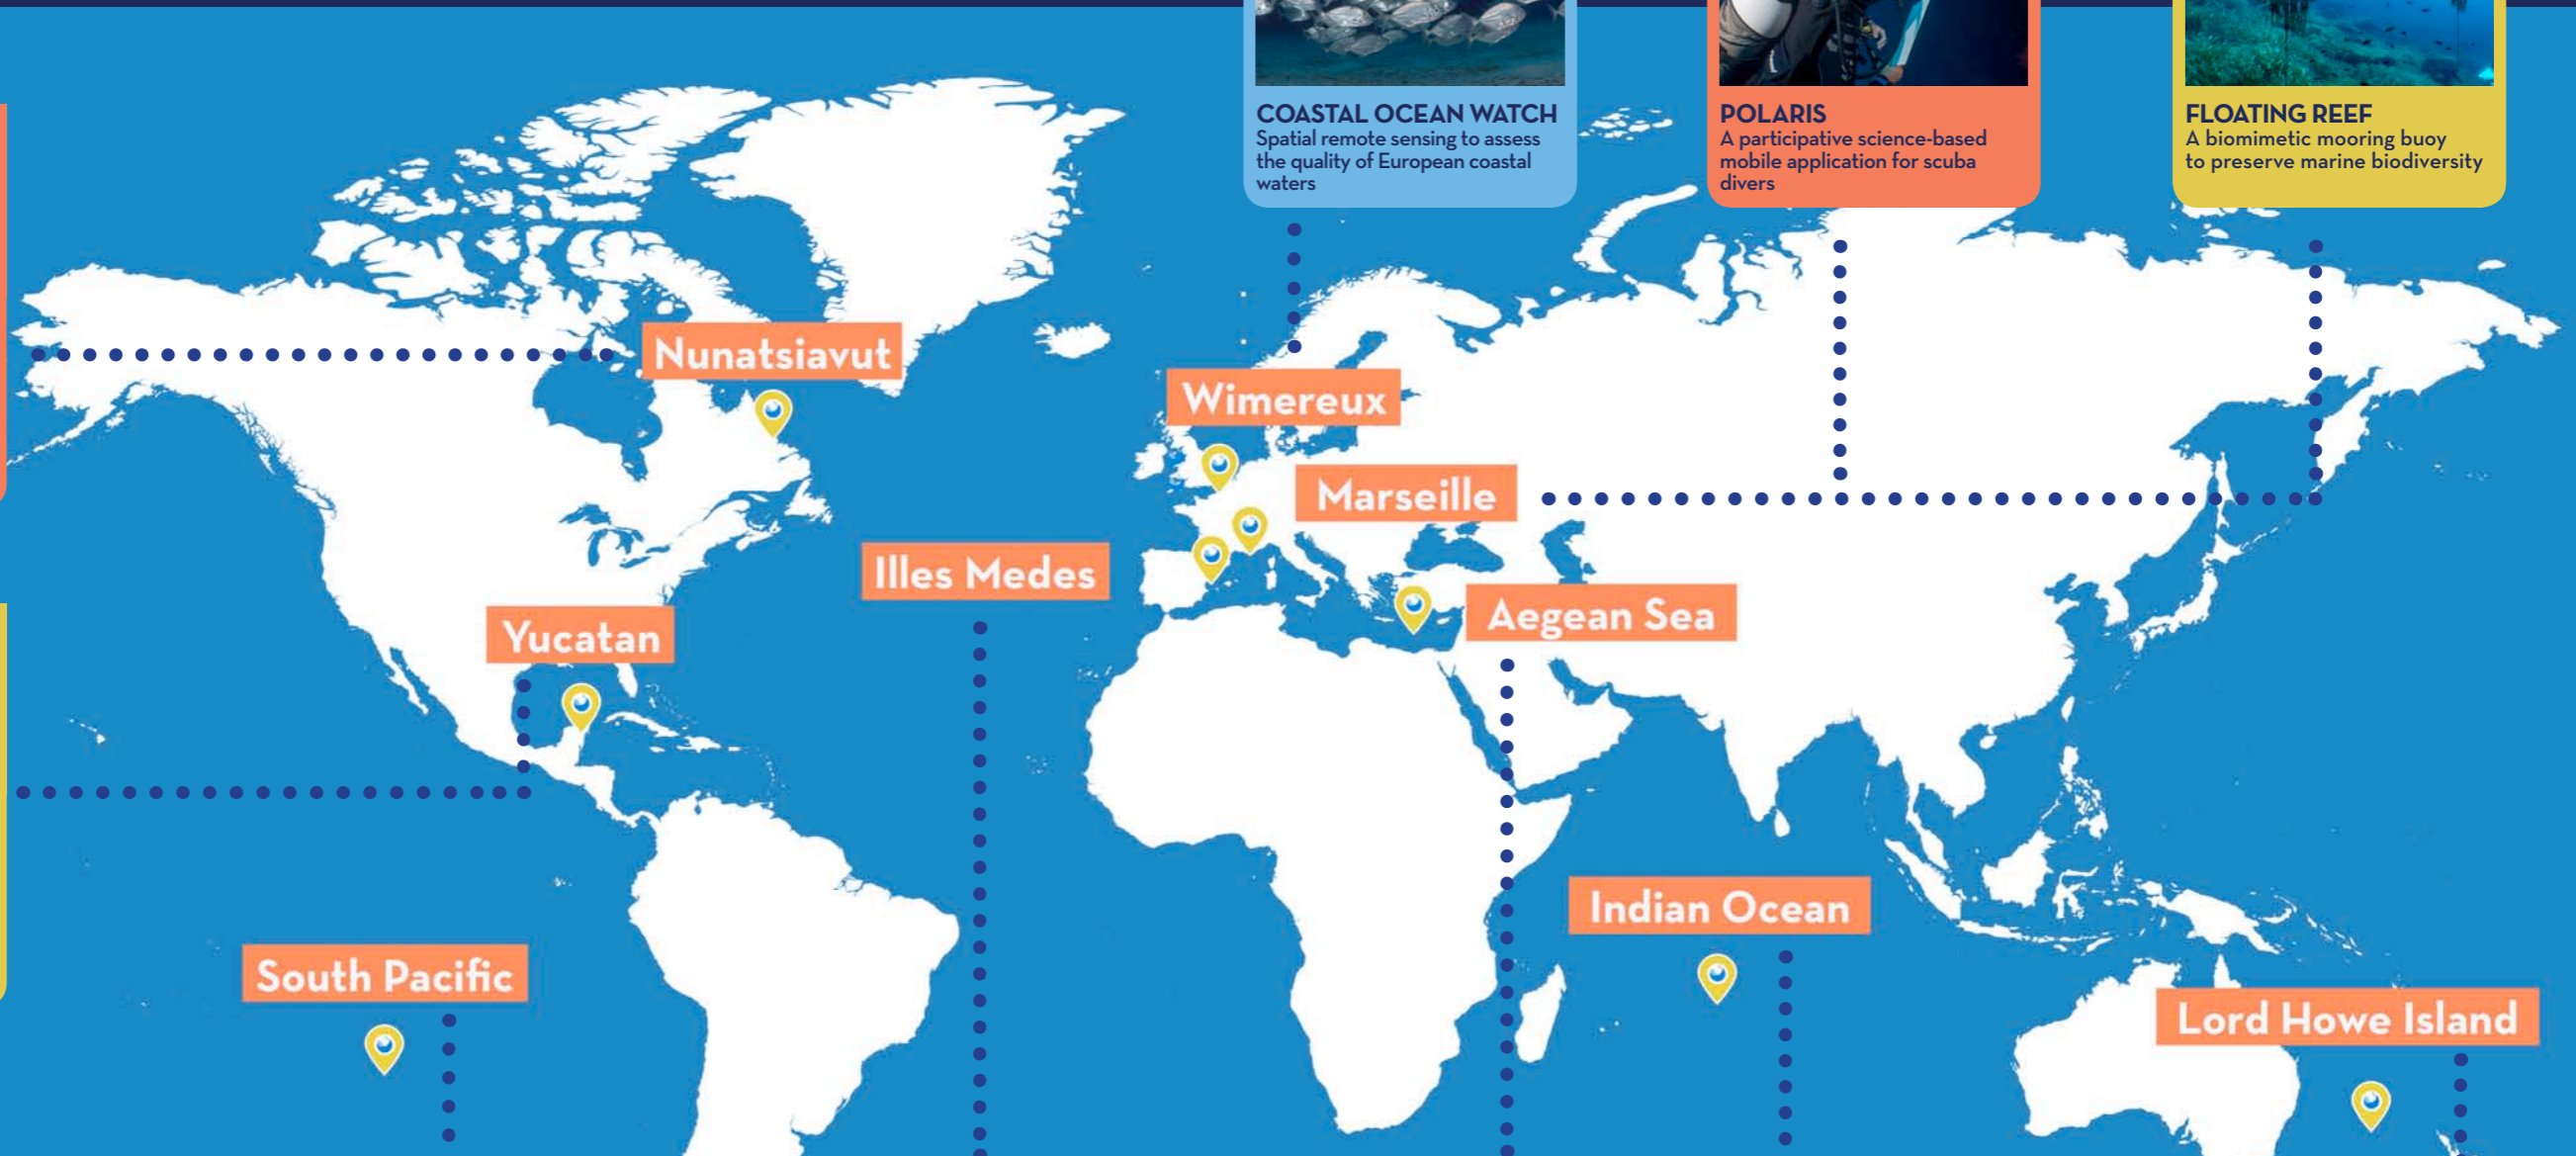 COASTAL OCEAN WATCH
Spatial remote sensing to assess
the quality of European coastal
waters
POLARIS
A participative science-based
mobile application for scuba
divers
FLOATING REEF
A biomimetic mooring buoy
to preserve marine biodiversity
Nunatsiavut
Wimereux
Marseille
Illes Medes
Aegean Sea
Yucatan
Indian Ocean
South Pacific
Lord Howe Island